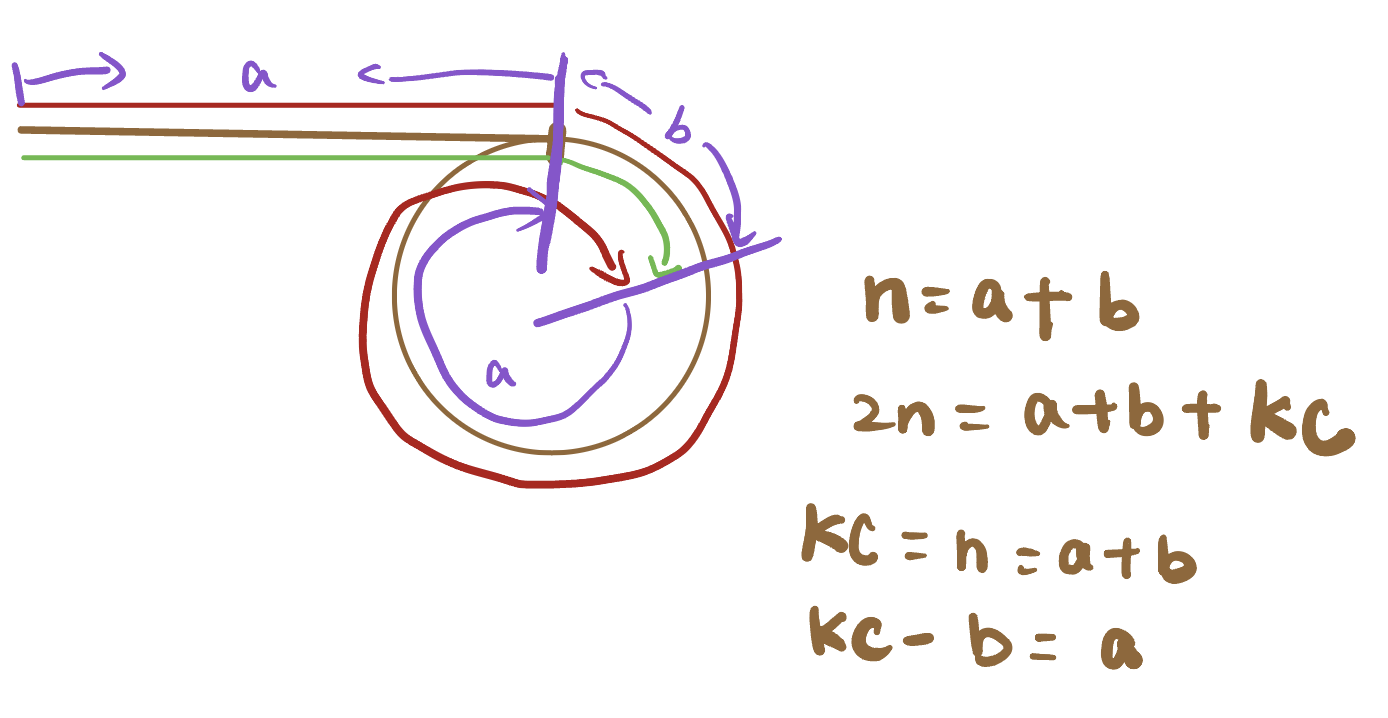 a
b
a
n = a + b
2n = a + b + kc
kc = n = a + b
kc - b = a